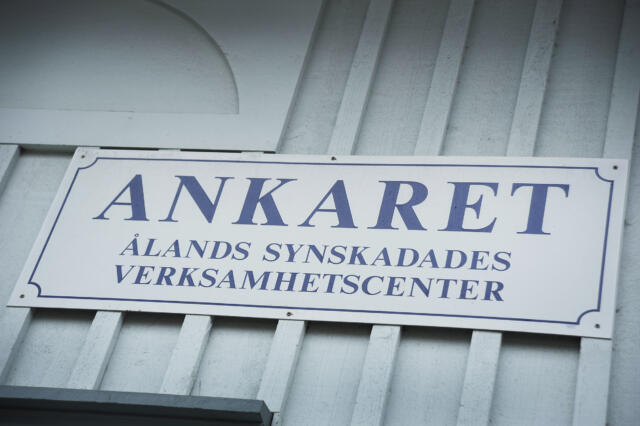 ANKARET
ÅLANDS SYNSKADADES
VERKSAMHETSCENTER